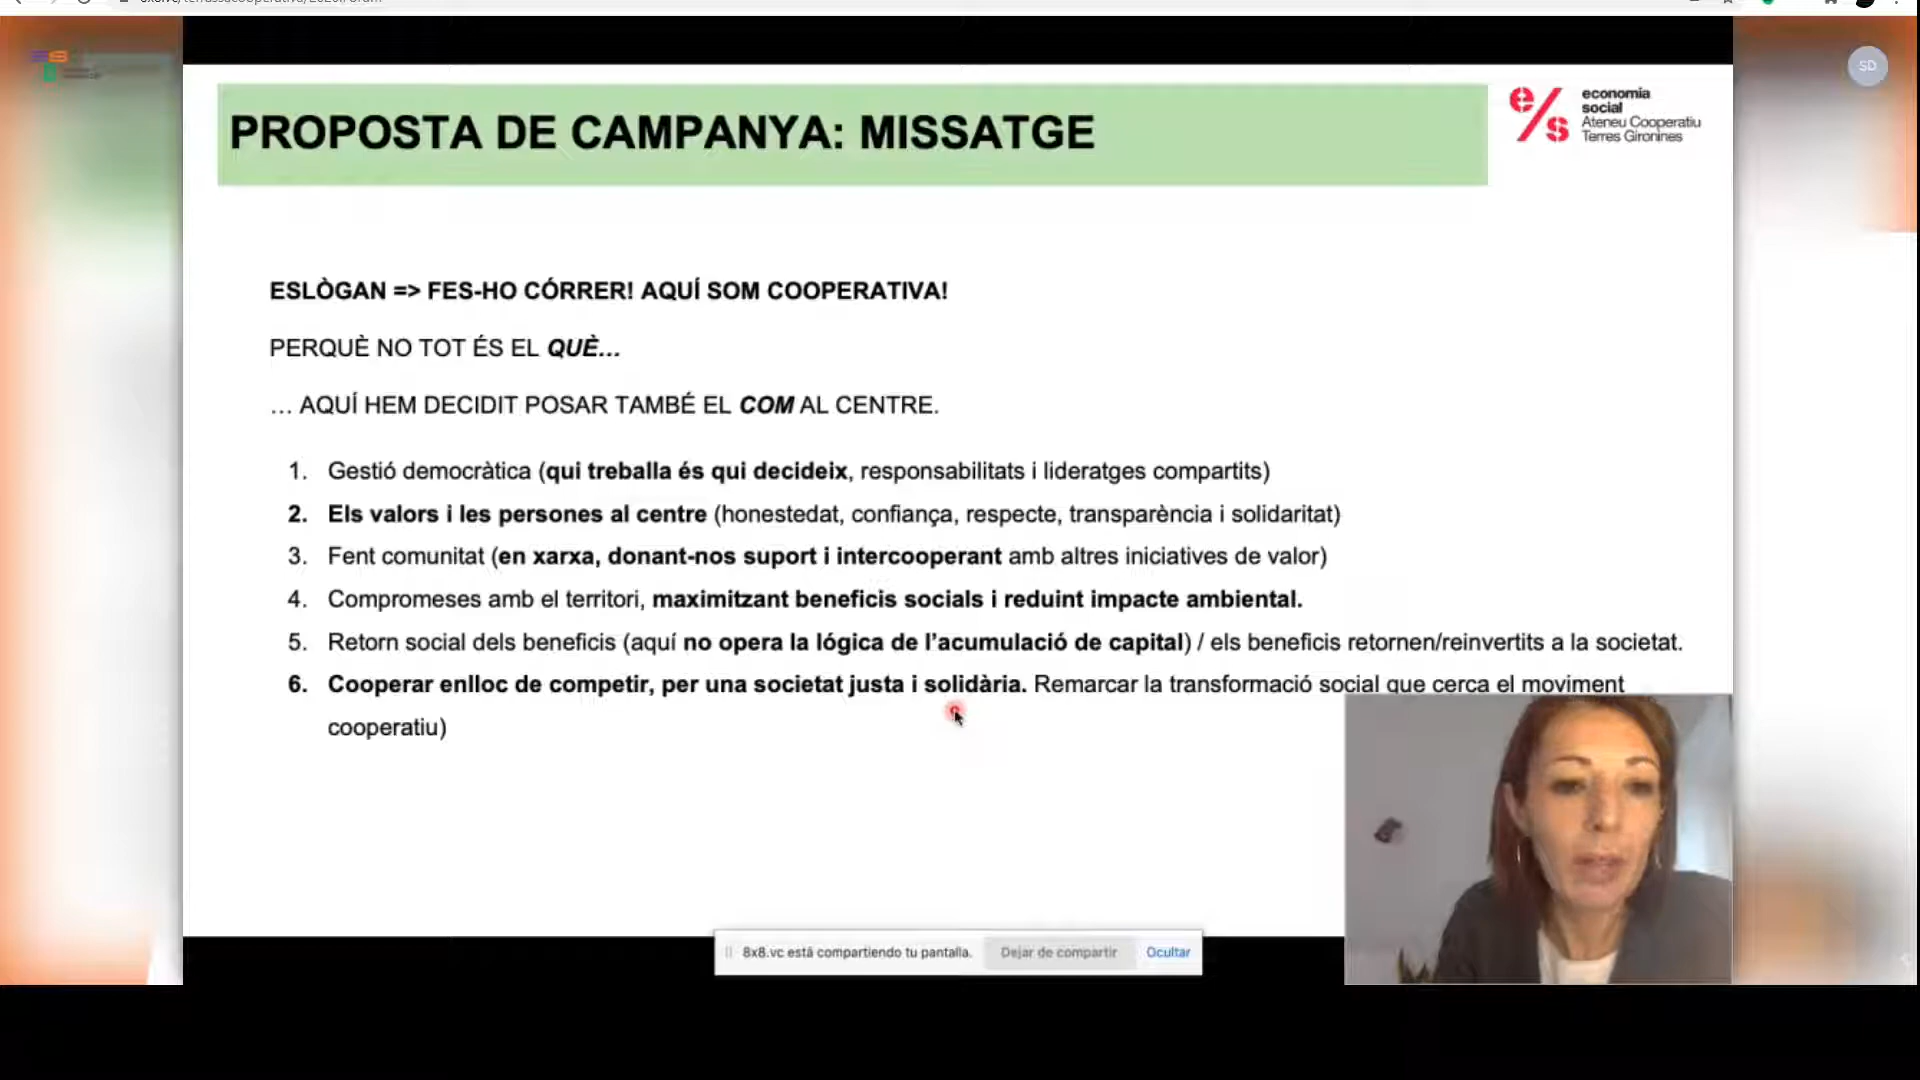 SD
PROPOSTA DE CAMPANYA: MISSATGE
economia
social
Ateneu Cooperatiu
Terres Gironines
ESLÒGAN => FES-HO CÓRRER! AQUÍ SOM COOPERATIVA!
PERQUÈ NO TOT ÉS EL QUÈ...
… AQUÍ HEM DECIDIT POSAR TAMBÉ EL COM AL CENTRE.
1. Gestió democràtica (qui treballa és qui decideix, responsabilitats i lideratges compartits)
2. Els valors i les persones al centre (honestedat, confiança, respecte, transparència i solidaritat)
3. Fent comunitat (en xarxa, donant-nos suport i intercooperant amb altres iniciatives de valor)
4. Compromeses amb el territori, maximitzant beneficis socials i reduint impacte ambiental.
5. Retorn social dels beneficis (aquí no opera la lógica de l’acumulació de capital) / els beneficis retornen/reinvertits a la societat.
6. Cooperar enlloc de competir, per una societat justa i solidària. Remarcar la transformació social que cerca el moviment
cooperatiu)
8x8.vc está compartiendo tu pantalla. Dejar de compartir Ocultar